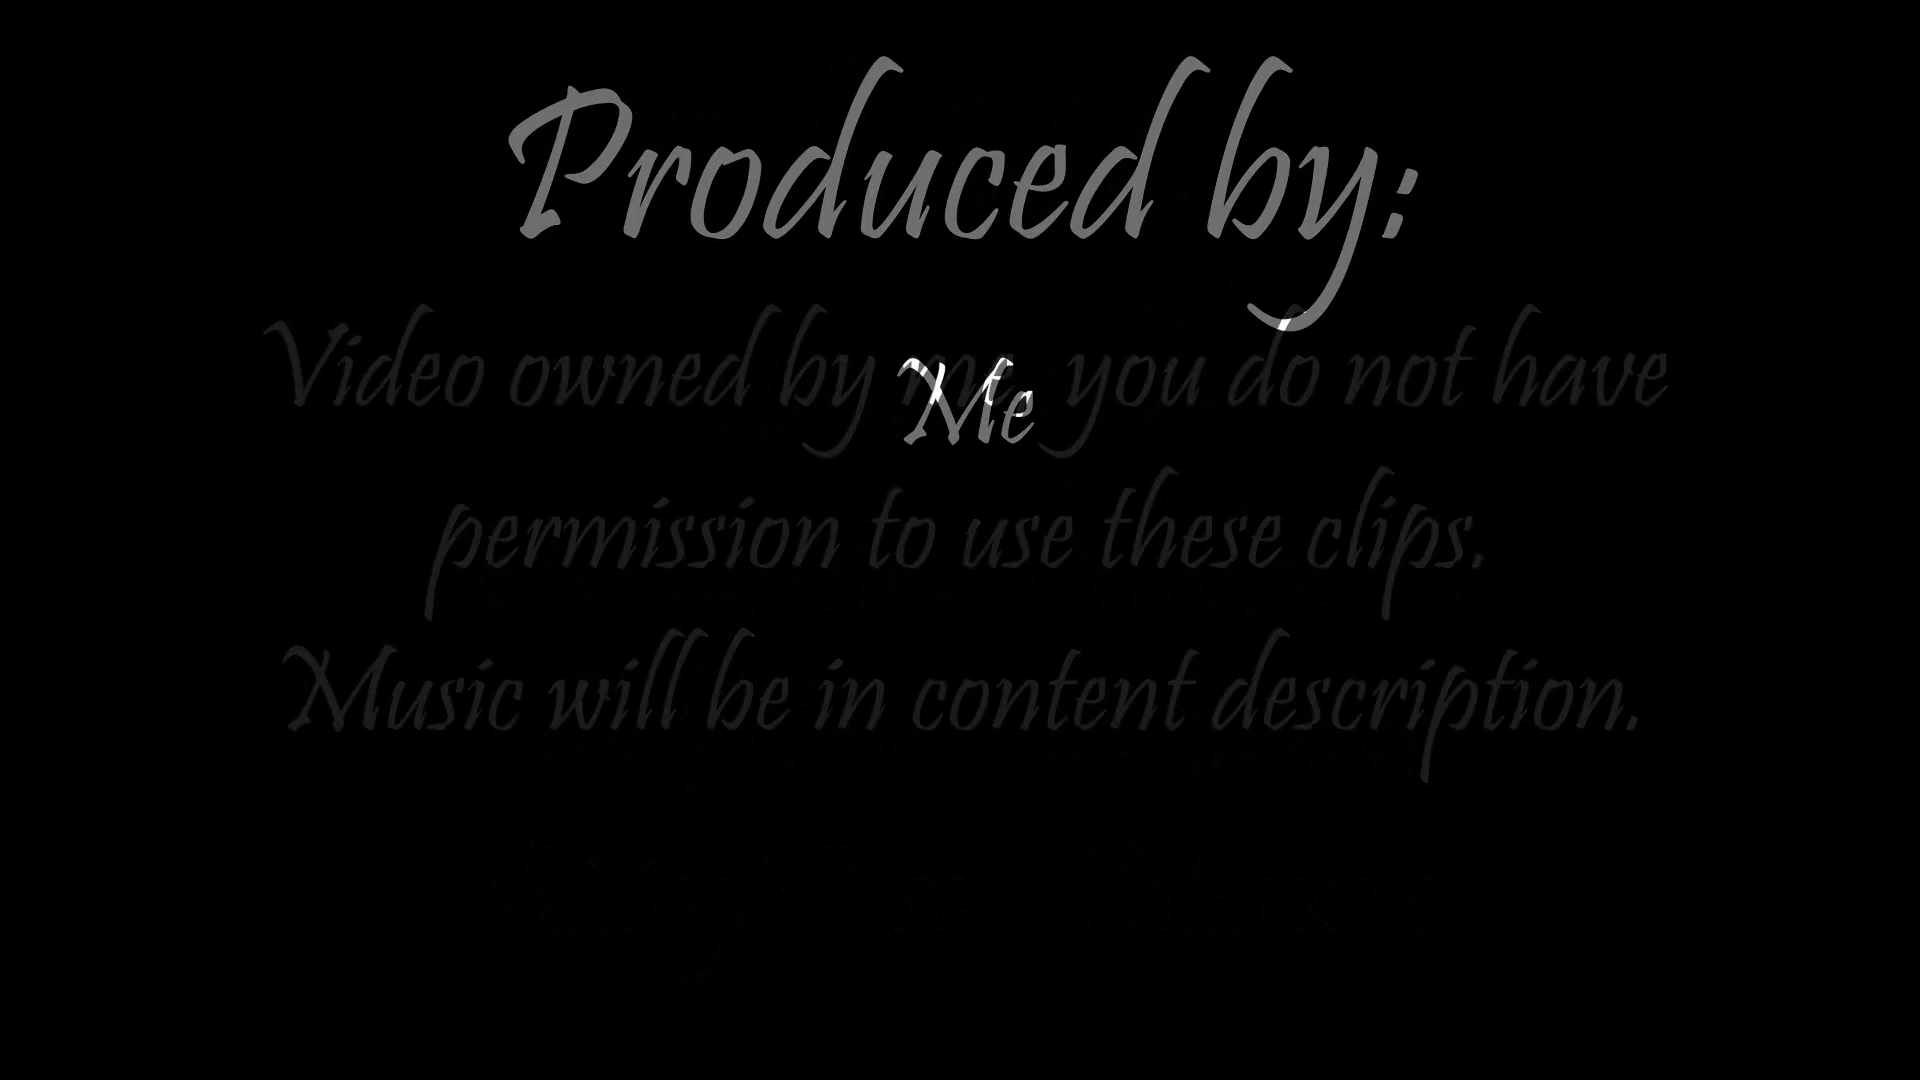 Produced by:
Video owned by me, you do not have
Me
permission to use these clips.
Music will be in content description.